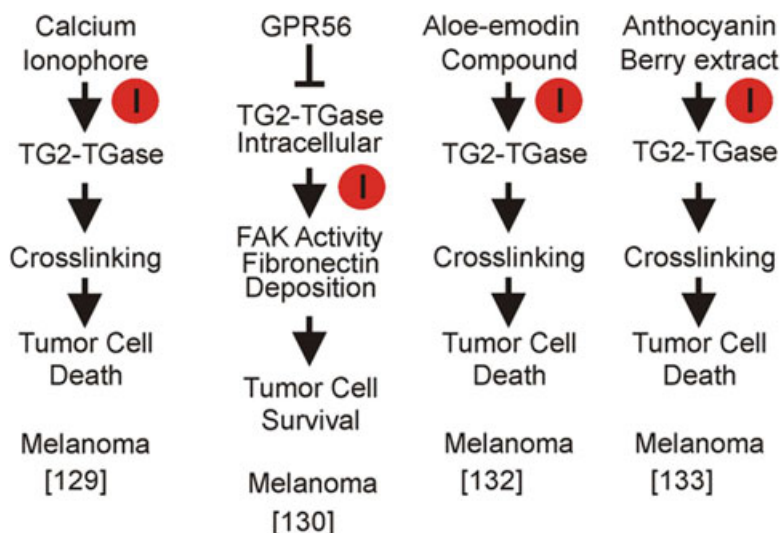 Calcium
Ionophore
I
TG2-TGase
Crosslinking
Tumor Cell
Death
Melanoma
[129]
GPR56
TG2-TGase
Intracellular
I
FAK Activity
Fibronectin
Deposition
Tumor Cell
Survival
Melanoma
[130]
Aloe-emodin
Compound
I
TG2-TGase
Crosslinking
Tumor Cell
Death
Melanoma
[132]
Anthocyanin
Berry extract
I
TG2-TGase
Crosslinking
Tumor Cell
Death
Melanoma
[133]